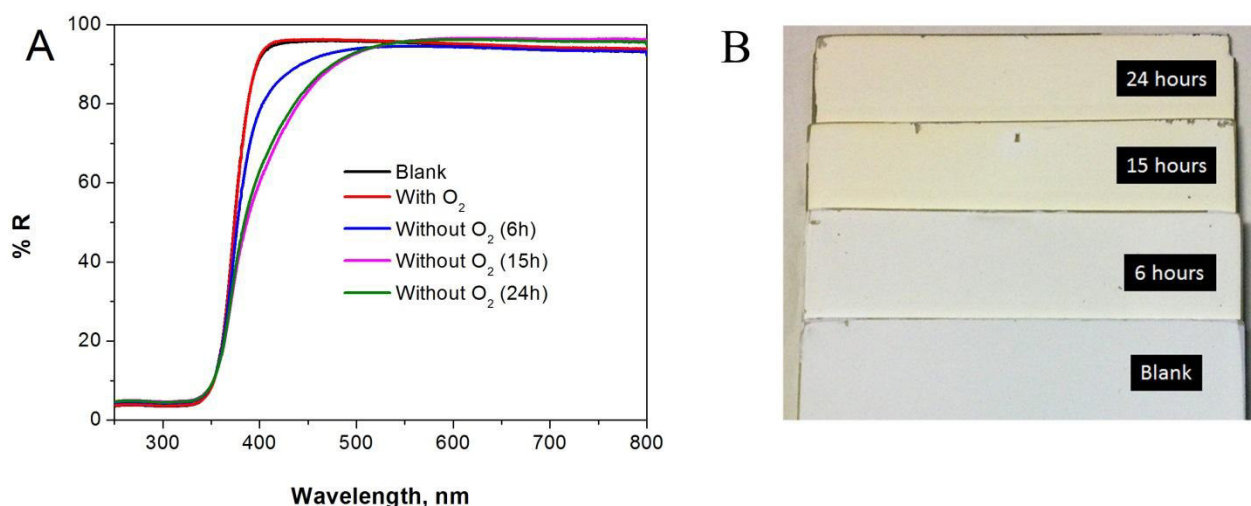 A
100
80
60
40
20
0
% R
Blank
With O₂
Without O₂ (6h)
Without O₂ (15h)
Without O₂ (24h)
300
400
500
600
700
800
Wavelength, nm
B
24 hours
15 hours
6 hours
Blank